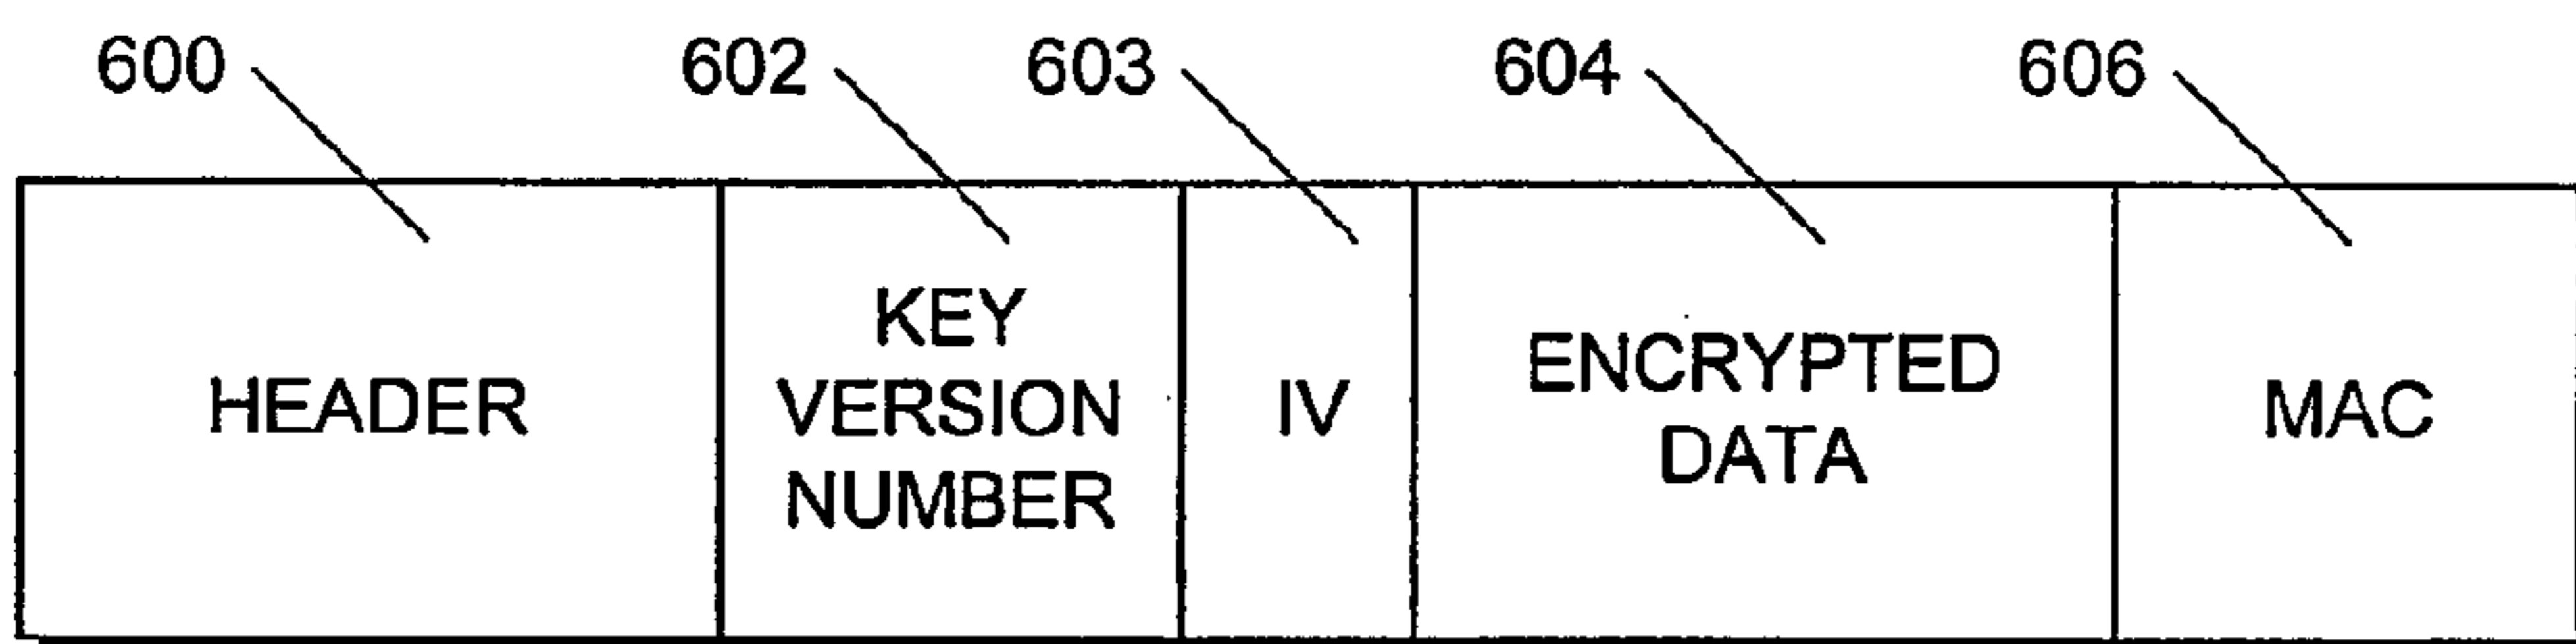 600
602
603
604
606
HEADER
KEY
VERSION
NUMBER
IV
ENCRYPTED
DATA
MAC